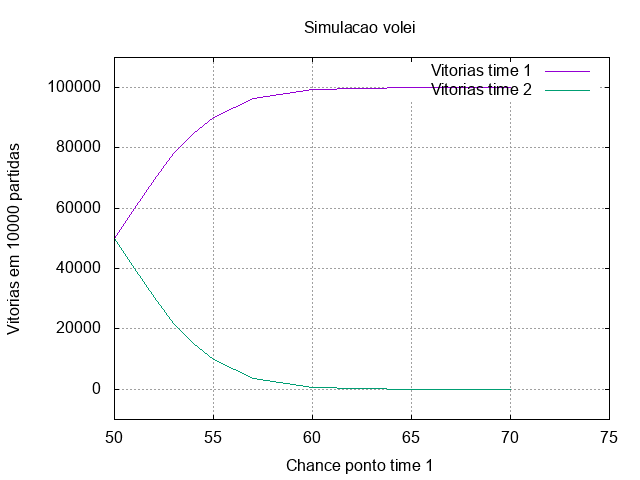 Simulacao volei
Vitorias time 1
Vitorias time 2
Vitorias em 10000 partidas
100000
80000
60000
40000
20000
0
50
55
60
65
70
75
Chance ponto time 1